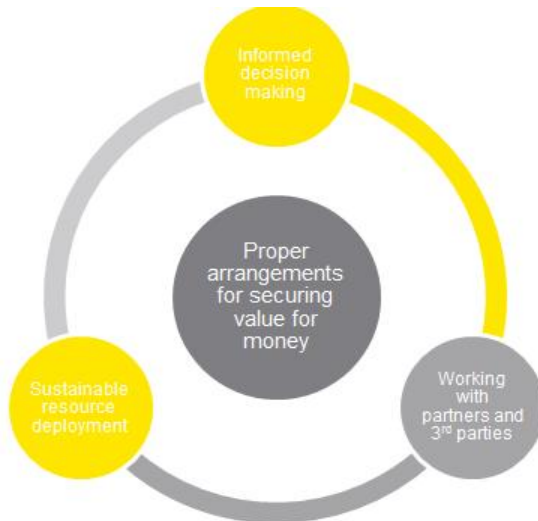 Informed
decision
making
Proper
arrangements
for securing
value for
money
Sustainable
resource
deployment
Working
with
partners and
3rd parties